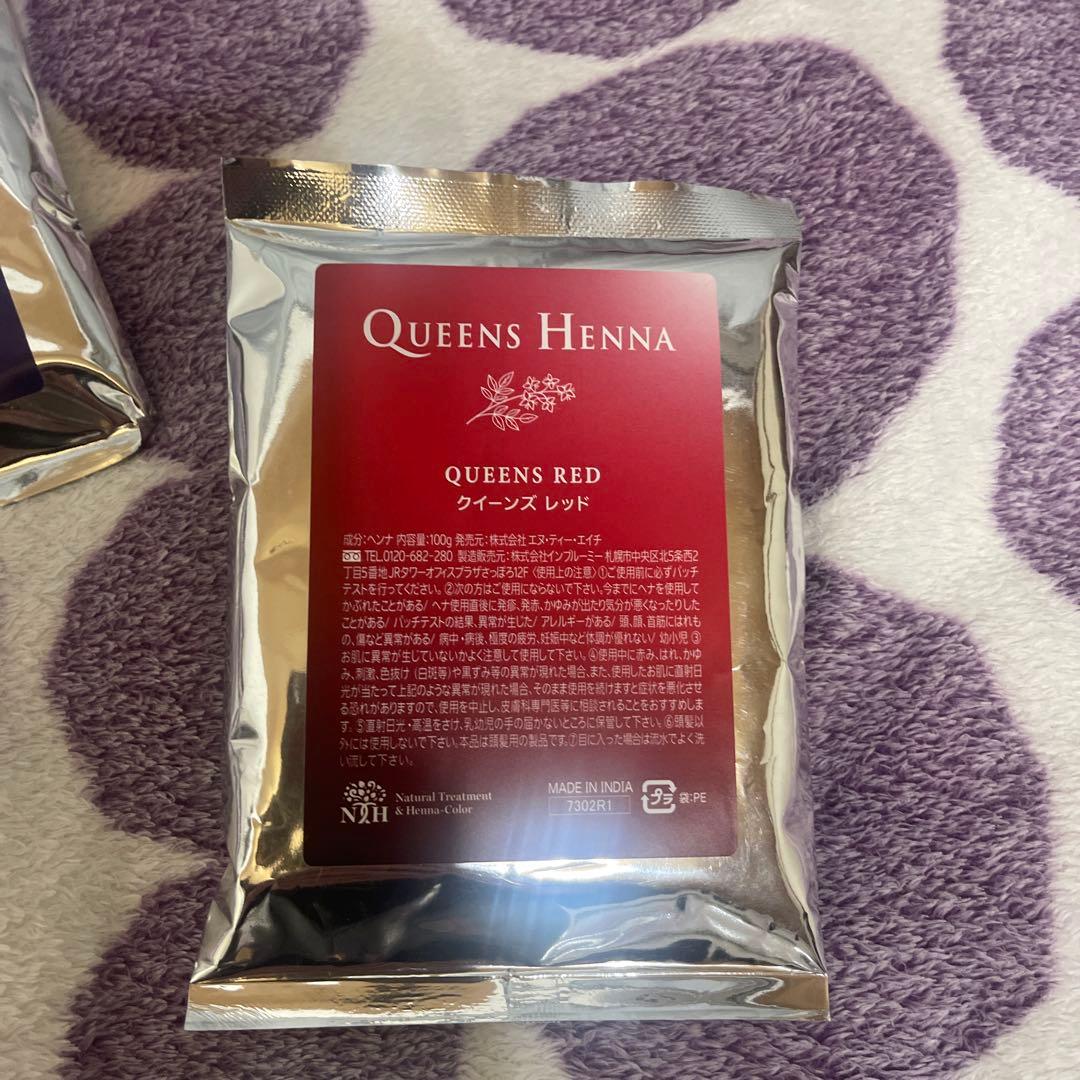 QUEENS HENNA
QUEENS RED
クイーンズ レッド
成分:ヘンナ 内容量:100g 発売元:株式会社 エヌ・ティー・エイチ
TEL.0120-682-280 製造販売元:株式会社インプルーミー 札幌市中央区北5条西2
丁目5番地 JRタワーオフィスプラザさっぽろ12F 〈使用上の注意〉①ご使用前に必ずパッチ
テストを行ってください。②次の方はご使用にならないで下さい。今までにヘナを使用して
かぶれたことがある/ ヘナ使用直後に発疹、発赤、かゆみが出たり気分が悪くなったりした
ことがある/ パッチテストの結果、異常が生じた/ アレルギーがある/ 頭、顔、首筋にはれも
の、傷など異常がある/ 病中・病後、極度の疲労、妊娠中など体調が優れない/ 幼小児 ③
お肌に異常が生じていないかよく注意して使用して下さい。④使用中に赤み、はれ、かゆ
み、刺激、色抜け (白斑等)や黒ずみ等の異常が現れた場合、また、使用したお肌に直射日
光が当たって上記のような異常が現れた場合、そのまま使用を続けますと症状を悪化させ
る恐れがありますので、使用を中止し、皮膚科専門医等に相談されることをおすすめしま
す。⑤直射日光・高温をさけ、乳幼児の手の届かないところに保管して下さい。⑥頭髪以
外には使用しないで下さい。本品は頭髪用の製品です。⑦目に入った場合は流水でよく洗
い流して下さい。
NTH Natural Treatment
& Henna-Color
MADE IN INDIA
7302R1
プラ 袋:PE